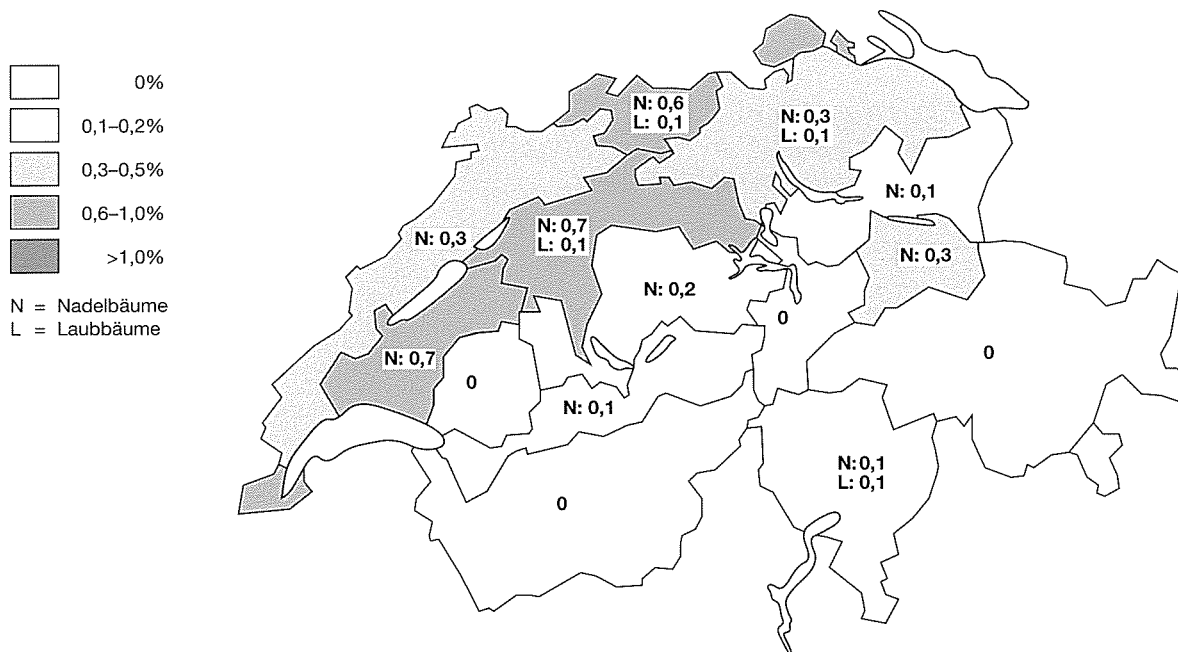 0%
0,1–0,2%
0,3–0,5%
0,6–1,0%
>1,0%
N = Nadelbäume
L = Laubbäume
N: 0,6
L: 0,1
N: 0,3
L: 0,1
N: 0,1
N: 0,7
L: 0,1
N: 0,3
N: 0,3
N: 0,2
0
N: 0,7
0
0
N: 0,1
N: 0,1
L: 0,1
0